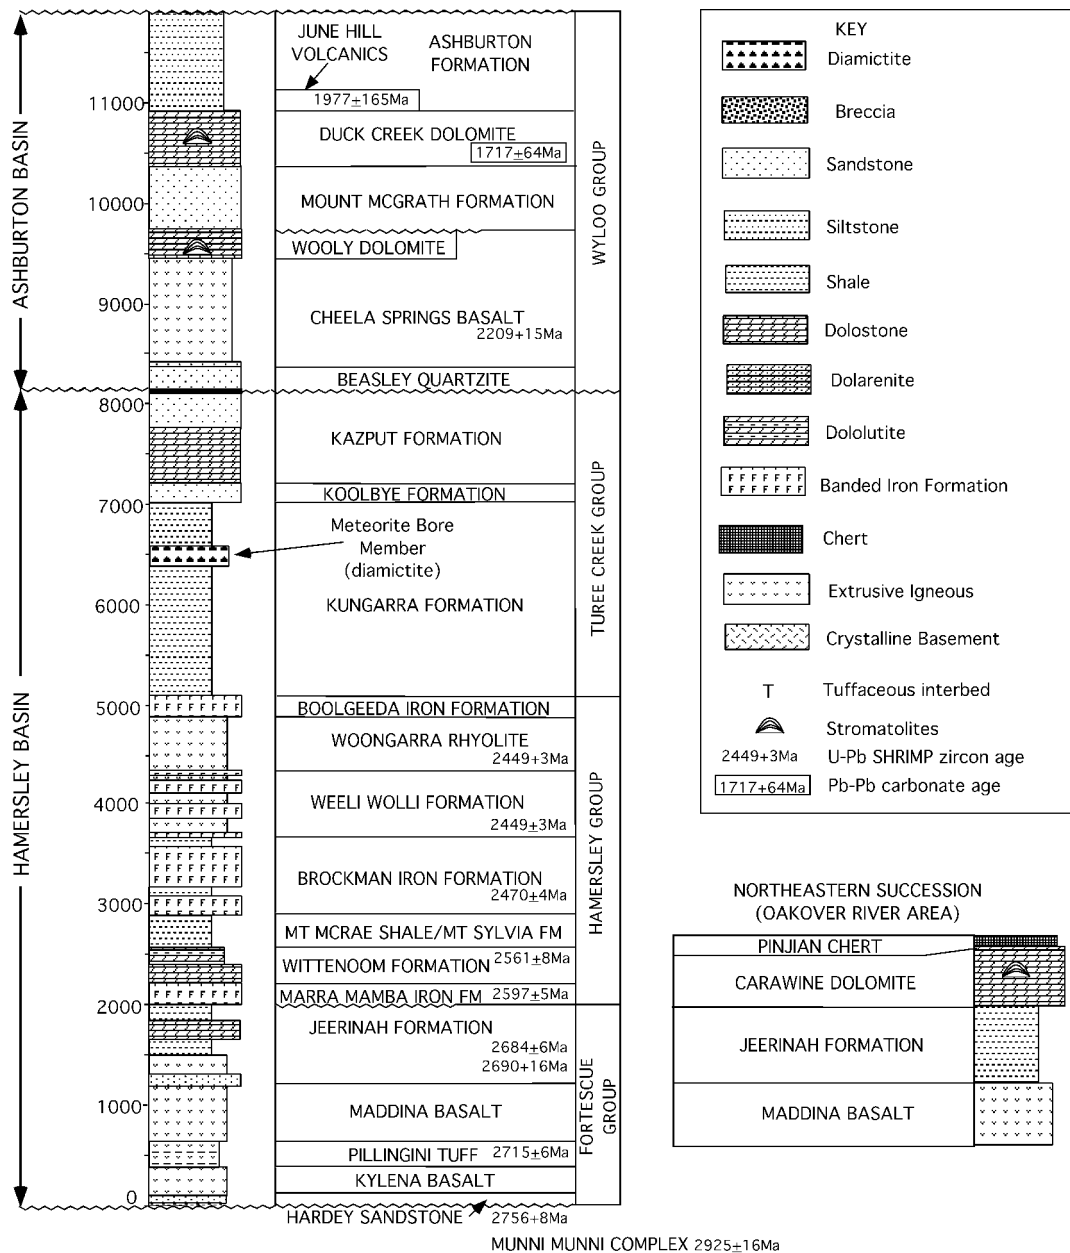 ASHBURTON BASIN
HAMERSLEY BASIN
11000
10000
9000
8000
7000
6000
5000
4000
3000
2000
1000
0
JUNE HILL
VOLCANICS
ASHBURTON
FORMATION
1977±165Ma
DUCK CREEK DOLOMITE
1717±64Ma
MOUNT MCGRATH FORMATION
WOOLY DOLOMITE
CHEELA SPRINGS BASALT
2209+15Ma
BEASLEY QUARTZITE
KAZPUT FORMATION
KOOLBYE FORMATION
Meteorite Bore
Member
(diamictite)
KUNGARRA FORMATION
BOOLGEEDA IRON FORMATION
WOONGARRA RHYOLITE
2449+3Ma
WEELI WOLLI FORMATION
2449±3Ma
BROCKMAN IRON FORMATION
2470±4Ma
MT MCRAE SHALE/MT SYLVIA FM
WITTENOOM FORMATION 2561±8Ma
MARRA MAMBA IRON FM 2597±5Ma
JEERINAH FORMATION
2684±6Ma
2690+16Ma
MADDINA BASALT
PILLINGINI TUFF 2715±6Ma
KYLENA BASALT
HARDEY SANDSTONE 2756+8Ma
MUNNI MUNNI COMPLEX 2925±16Ma
WYLOO GROUP
TUREE CREEK GROUP
HAMERSLEY GROUP
FORTESCUE
GROUP
KEY
Diamictite
Breccia
Sandstone
Siltstone
Shale
Dolostone
Dolarenite
Dololutite
Banded Iron Formation
Chert
Extrusive Igneous
Crystalline Basement
T Tuffaceous interbed
Stromatolites
2449+3Ma U-Pb SHRIMP zircon age
1717+64Ma Pb-Pb carbonate age
NORTHEASTERN SUCCESSION
(OAKOVER RIVER AREA)
PINJIAN CHERT
CARAWINE DOLOMITE
JEERINAH FORMATION
MADDINA BASALT